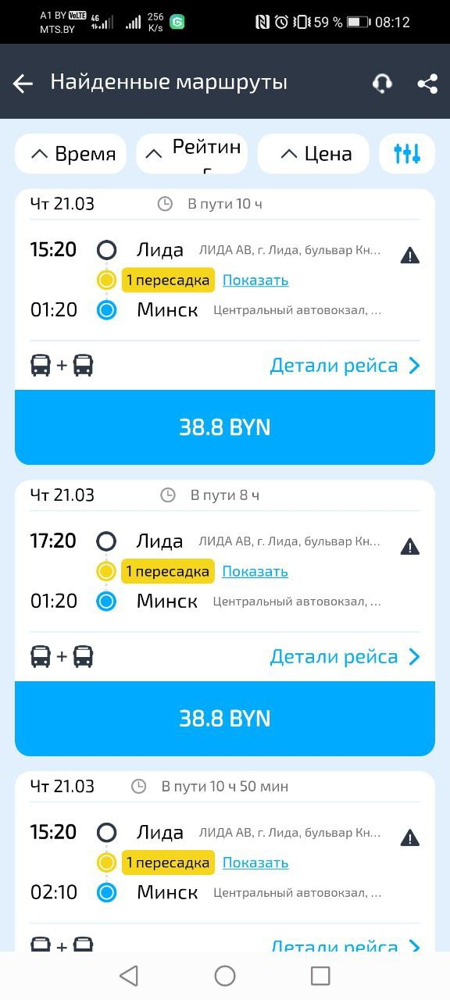 A1 BY VoLTE 4G 256 K/s 59 % 08:12
MTS.BY
Найденные маршруты
Время
Рейтин
Цена
Чт 21.03 В пути 10 ч
15:20 Лида ЛИДА АВ, г. Лида, бульвар Кн...
1 пересадка Показать
01:20 Минск Центральный автовокзал, ...
+ Детали рейса
38.8 BYN
Чт 21.03 В пути 8 ч
17:20 Лида ЛИДА АВ, г. Лида, бульвар Кн...
1 пересадка Показать
01:20 Минск Центральный автовокзал, ...
+ Детали рейса
38.8 BYN
Чт 21.03 В пути 10 ч 50 мин
15:20 Лида ЛИДА АВ, г. Лида, бульвар Кн...
1 пересадка Показать
02:10 Минск Центральный автовокзал, ...
+ Детали рейса